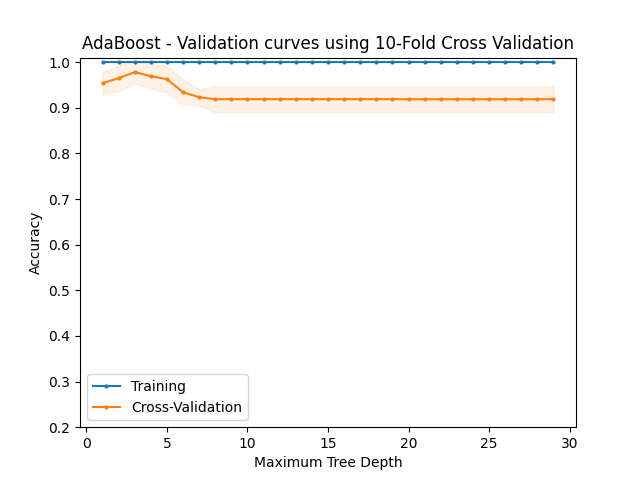 AdaBoost - Validation curves using 10-Fold Cross Validation
1.0
0.9
0.8
0.7
0.6
0.5
0.4
0.3
0.2
Accuracy
Training
Cross-Validation
0 5 10 15 20 25 30
Maximum Tree Depth